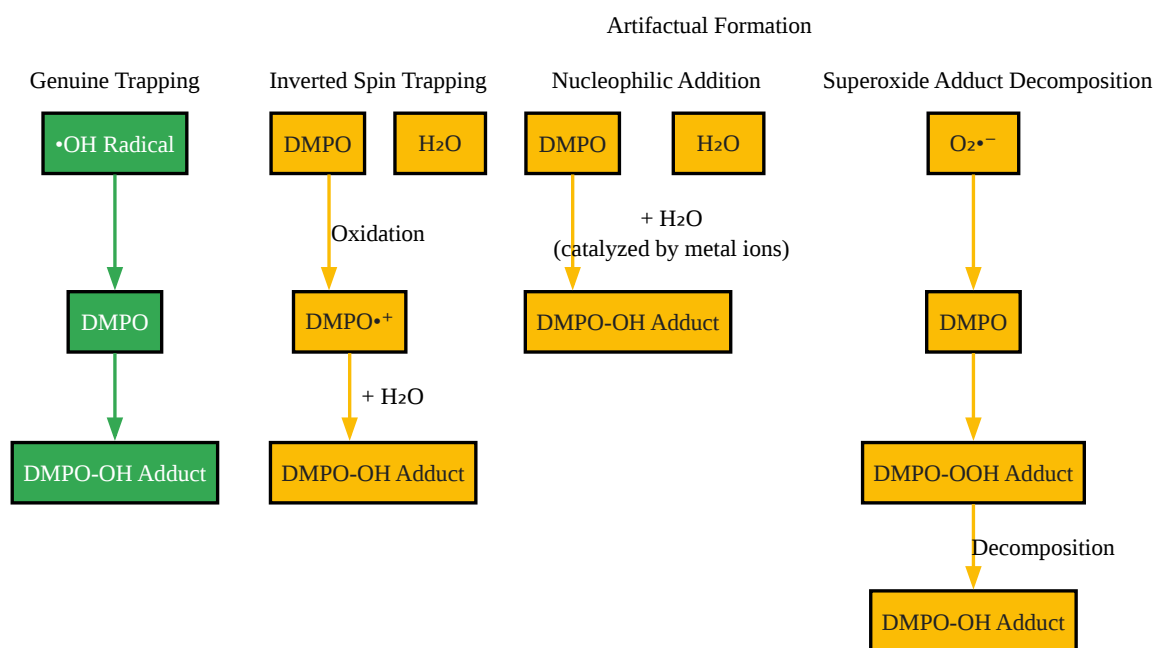 Artifactual Formation
Genuine Trapping
Inverted Spin Trapping
Nucleophilic Addition
Superoxide Adduct Decomposition
•OH Radical
DMPO
H₂O
DMPO
H₂O
O₂•⁻
+ H₂O
Oxidation
(catalyzed by metal ions)
DMPO
DMPO•⁺
DMPO-OH Adduct
DMPO
+ H₂O
DMPO-OH Adduct
DMPO-OH Adduct
DMPO-OOH Adduct
Decomposition
DMPO-OH Adduct